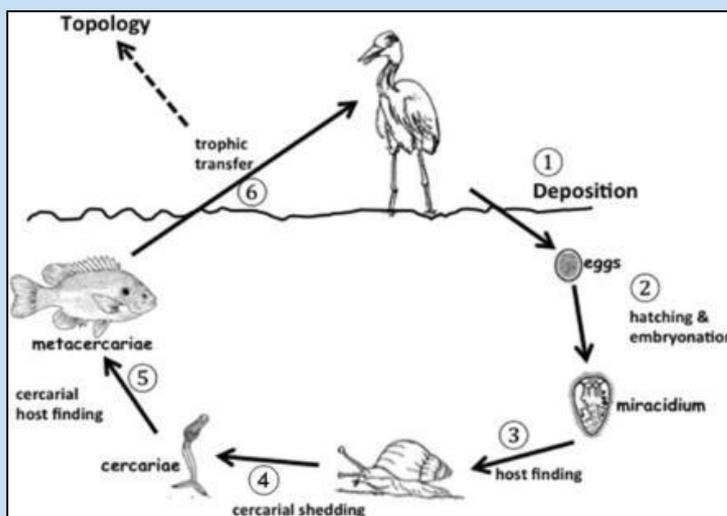 Topology
trophic
transfer
⑥
①
Deposition
eggs
②
hatching &
embryonation
miracidium
③
host finding
④
cercarial shedding
cercariae
⑤
cercarial
host finding
metacercariae